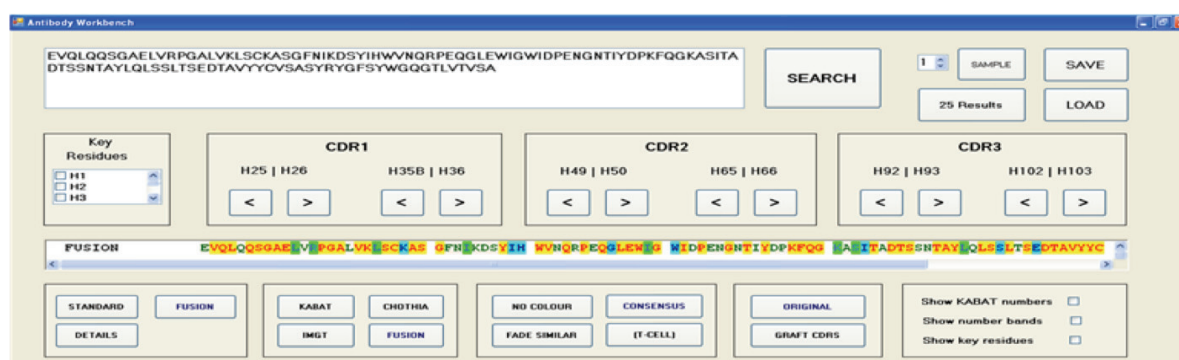 Antibody Workbench
EVQLQQSGAELVRPGALVKLSCKASGFNIKDSYIHWVNQRPEQGLEWIGWIDPENGNTIYDPKFQGKASITA
DTSSNTAYLQLSSLTSEDTAVYYCVSASYRYGFSYWGQGTLVTVSA
SEARCH
1
SAMPLE
SAVE
25 Results
LOAD
Key
Residues
H1
H2
H3
CDR1
H25 | H26 H35B | H36
< > < >
CDR2
H49 | H50 H65 | H66
< > < >
CDR3
H92 | H93 H102 | H103
< > < >
FUSION EVQLQQSGAELVRPGALVKLSCKAS GFNIKDSYIH WVNQRPEQGLEWIG WIDPENGNTIYDPKFQG KASITADTSSNTAYLQLSSLTSEDTAVYYC
STANDARD FUSION
DETAILS
KABAT CHOTHIA
IMGT FUSION
NO COLOUR CONSENSUS
FADE SIMILAR (T-CELL)
ORIGINAL
GRAFT CDRS
Show KABAT numbers
Show number bands
Show key residues